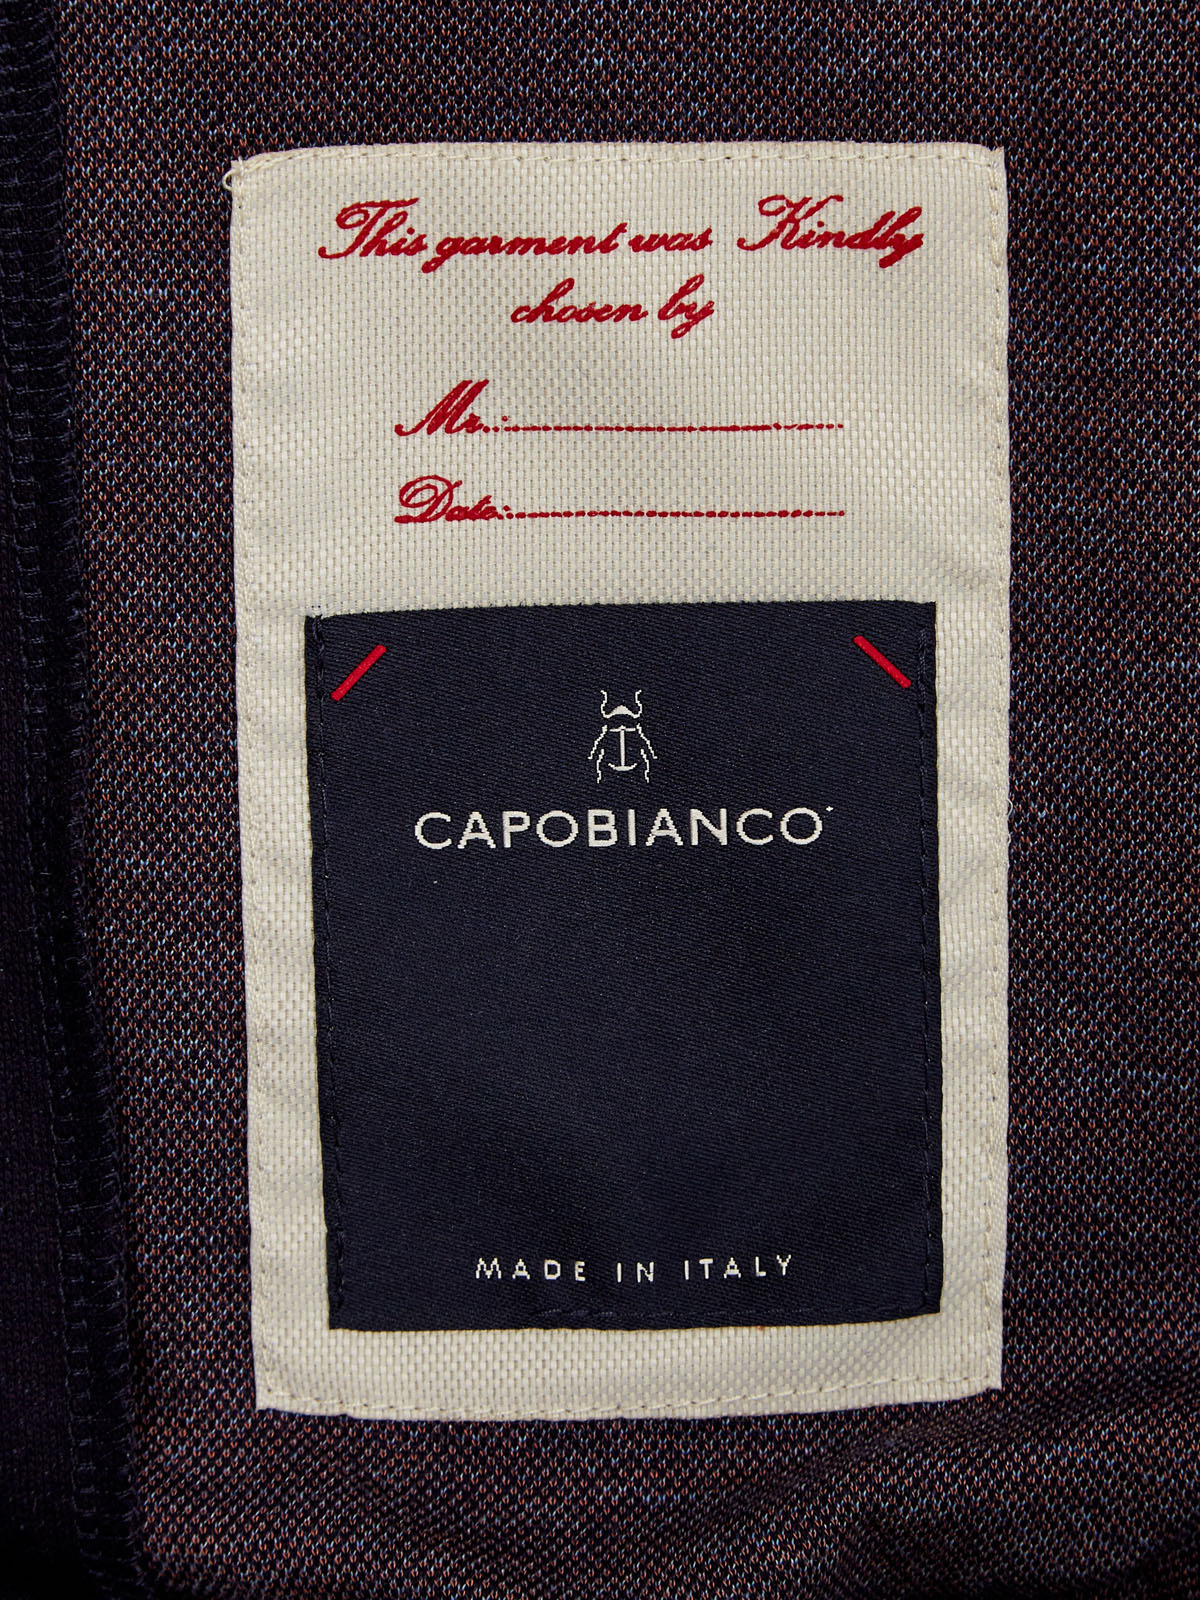 This garment was Kindly
chosen by
Mr.:
Date:
CAPOBIANCO
MADE IN ITALY